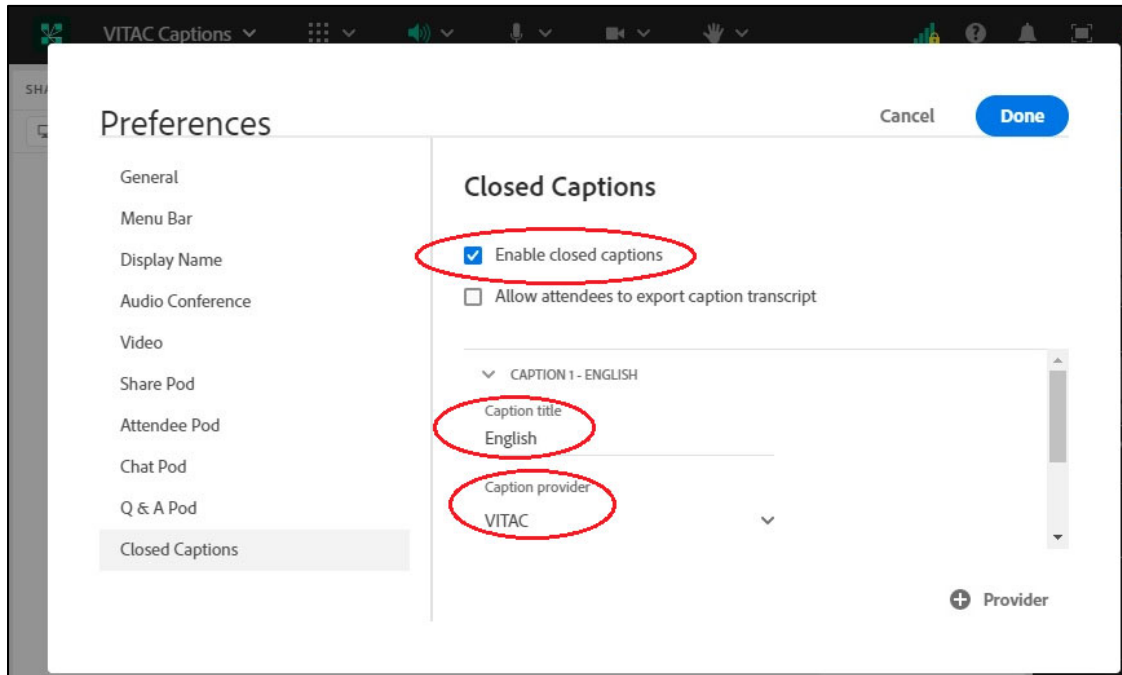 VITAC Captions
SHA
Preferences
Cancel
Done
General
Menu Bar
Display Name
Audio Conference
Video
Share Pod
Attendee Pod
Chat Pod
Q & A Pod
Closed Captions
Closed Captions
Enable closed captions
Allow attendees to export caption transcript
CAPTION 1 - ENGLISH
Caption title
English
Caption provider
VITAC
Provider